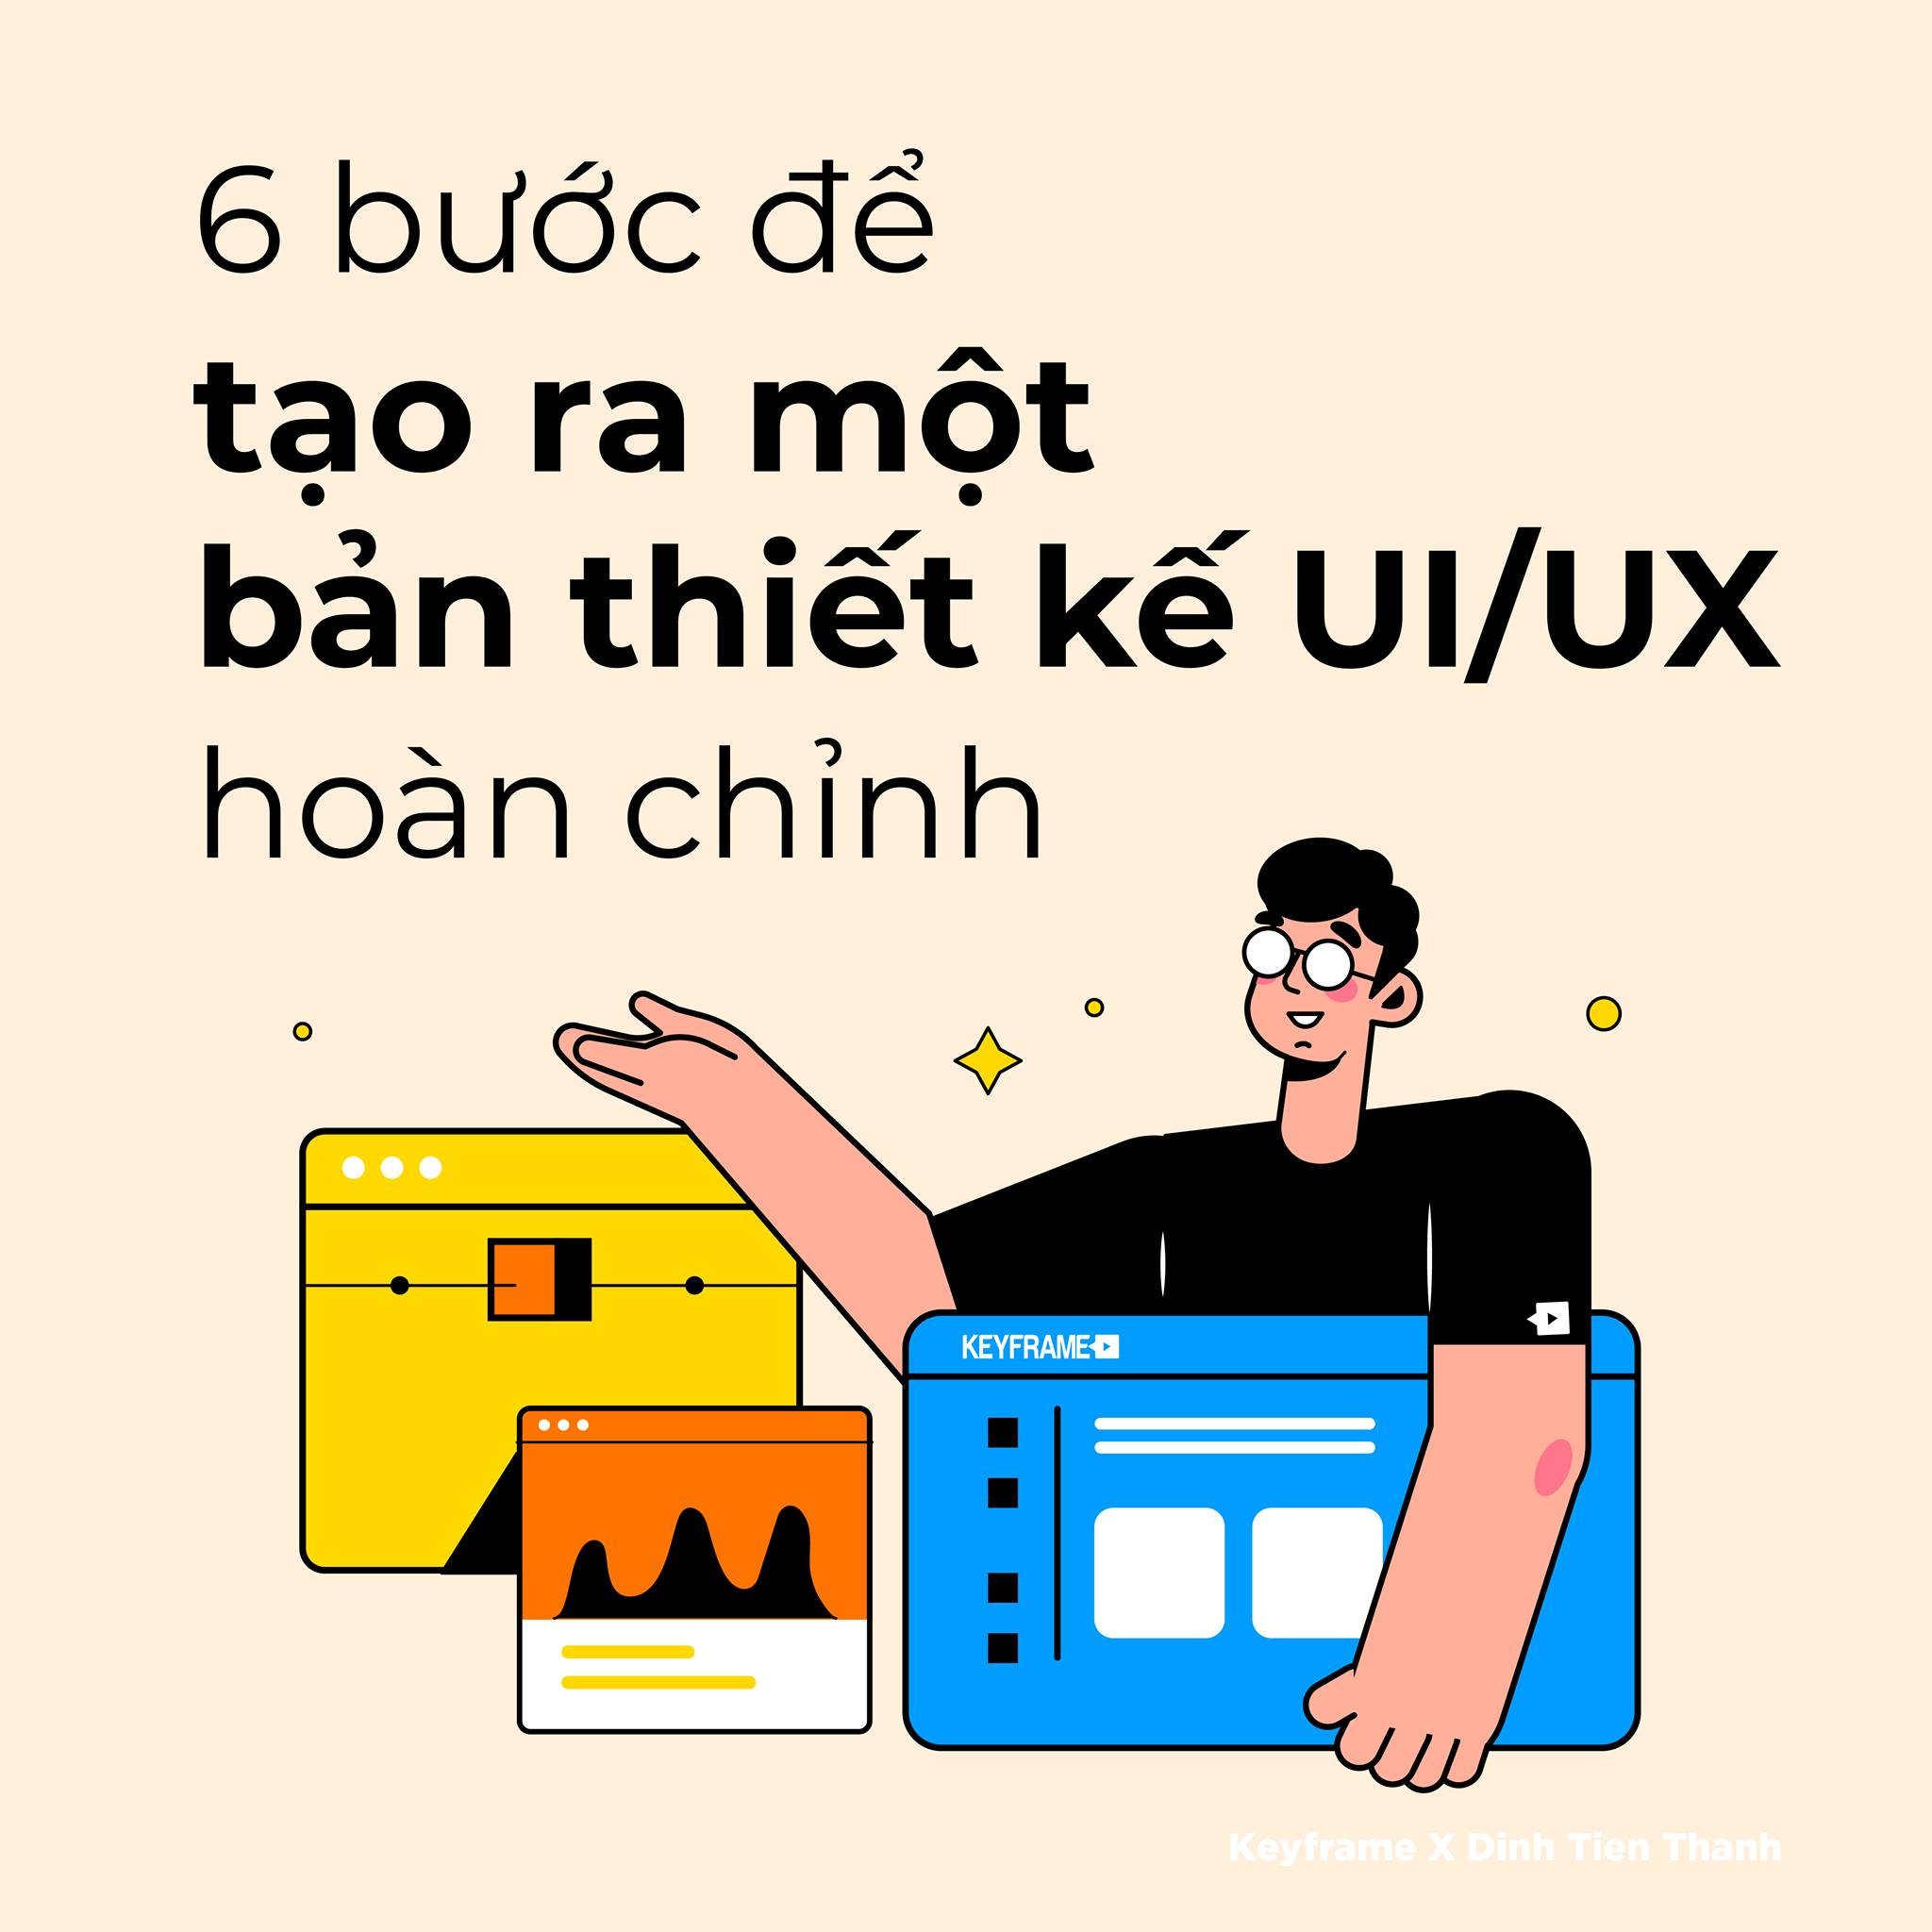 6 bước để
tạo ra một
bản thiết kế UI/UX
hoàn chỉnh
KEYFRAME
Keyframe X Dinh Tien Thanh